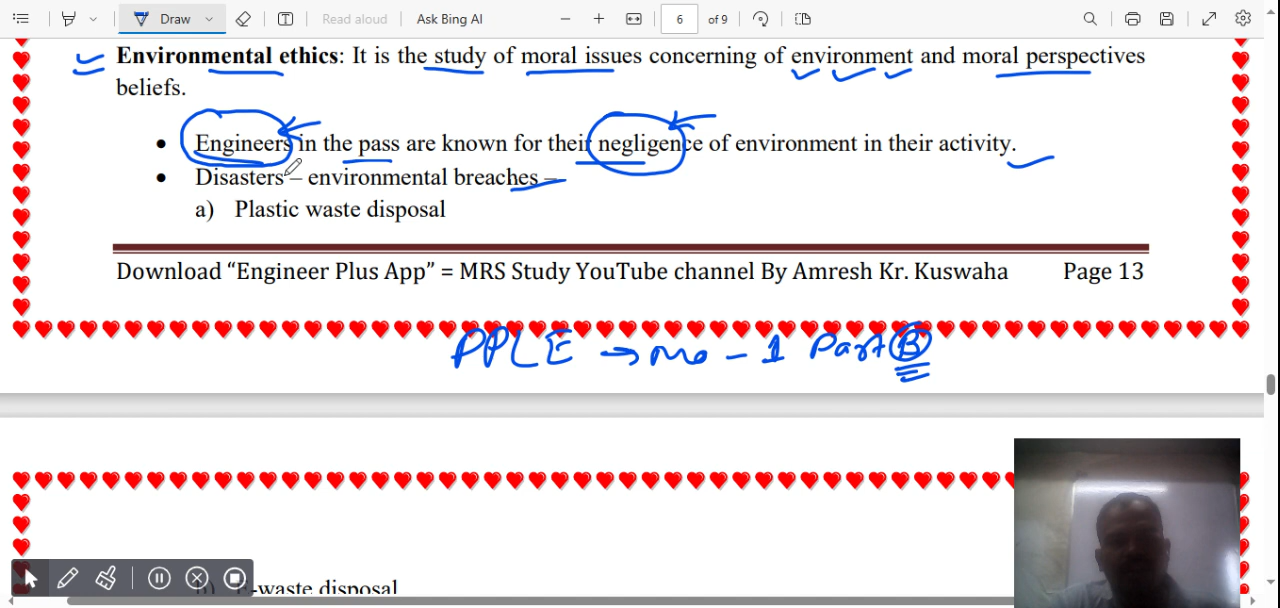 Draw
Read aloud
Ask Bing AI
6 of 9
Environmental ethics: It is the study of moral issues concerning of environment and moral perspectives
beliefs.
• Engineers in the pass are known for their negligence of environment in their activity.
• Disasters – environmental breaches –
a) Plastic waste disposal
Download “Engineer Plus App” = MRS Study YouTube channel By Amresh Kr. Kuswaha Page 13
PPLE → Mo - 1 Part B
b) E-waste disposal